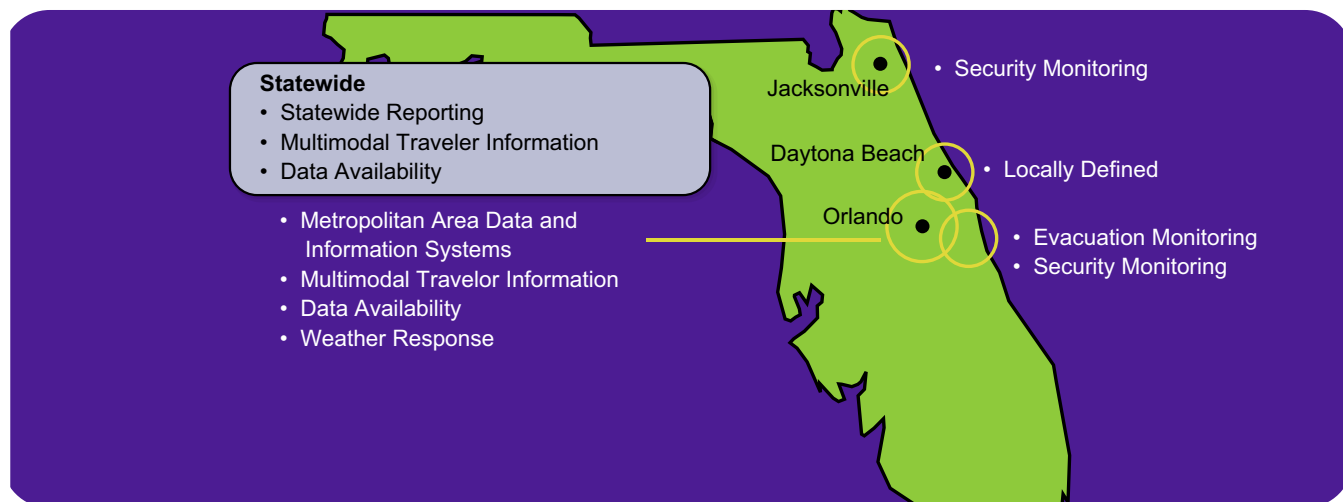 Statewide
• Statewide Reporting
• Multimodal Traveler Information
• Data Availability
• Metropolitan Area Data and
Information Systems
• Multimodal Travelor Information
• Data Availability
• Weather Response
Jacksonville
• Security Monitoring
Daytona Beach
• Locally Defined
Orlando
• Evacuation Monitoring
• Security Monitoring